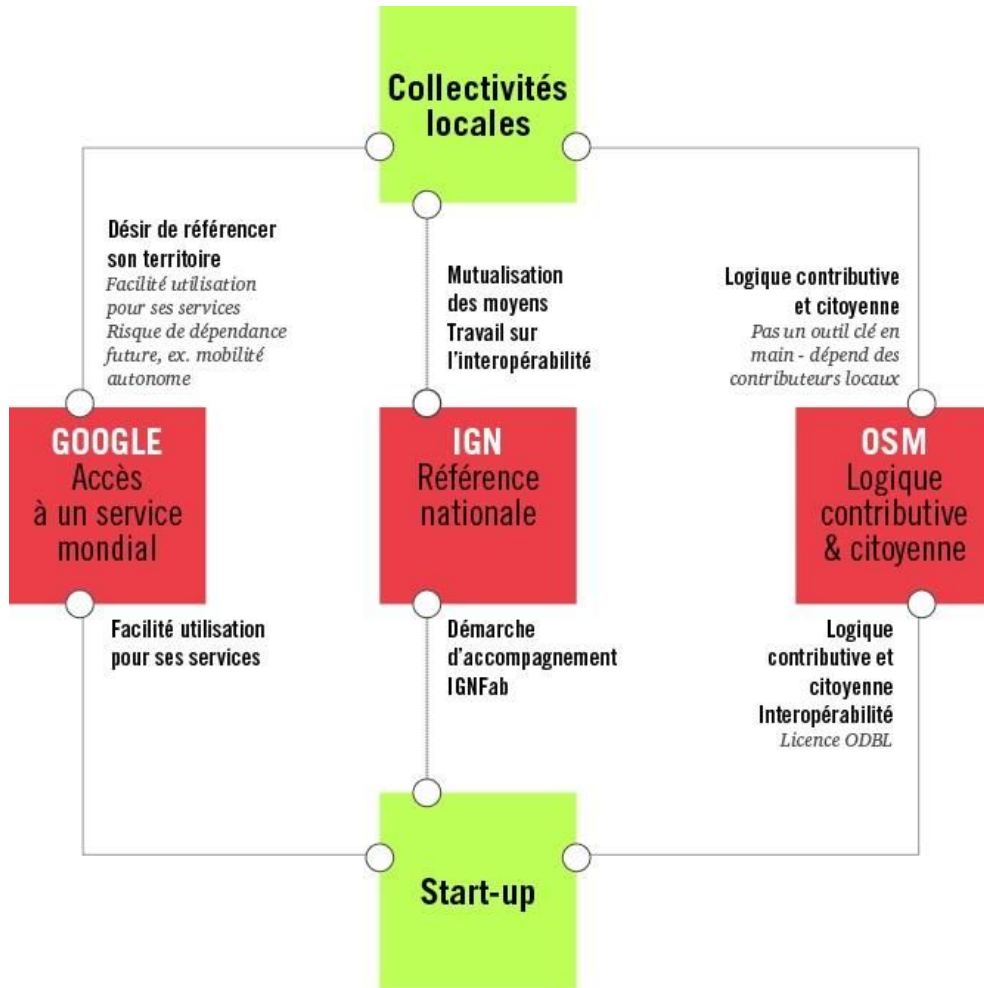 Collectivités
locales
Désir de référencer
son territoire
Facilité utilisation
pour ses services
Risque de dépendance
future, ex. mobilité
autonome
Mutualisation
des moyens
Travail sur
l'interopérabilité
Logique contributive
et citoyenne
Pas un outil clé en
main - dépend des
contributeurs locaux
GOOGLE
Accès
à un service
mondial
IGN
Référence
nationale
OSM
Logique
contributive
& citoyenne
Facilité utilisation
pour ses services
Démarche
d'accompagnement
IGNFab
Logique
contributive et
citoyenne
Interopérabilité
Licence ODBL
Start-up